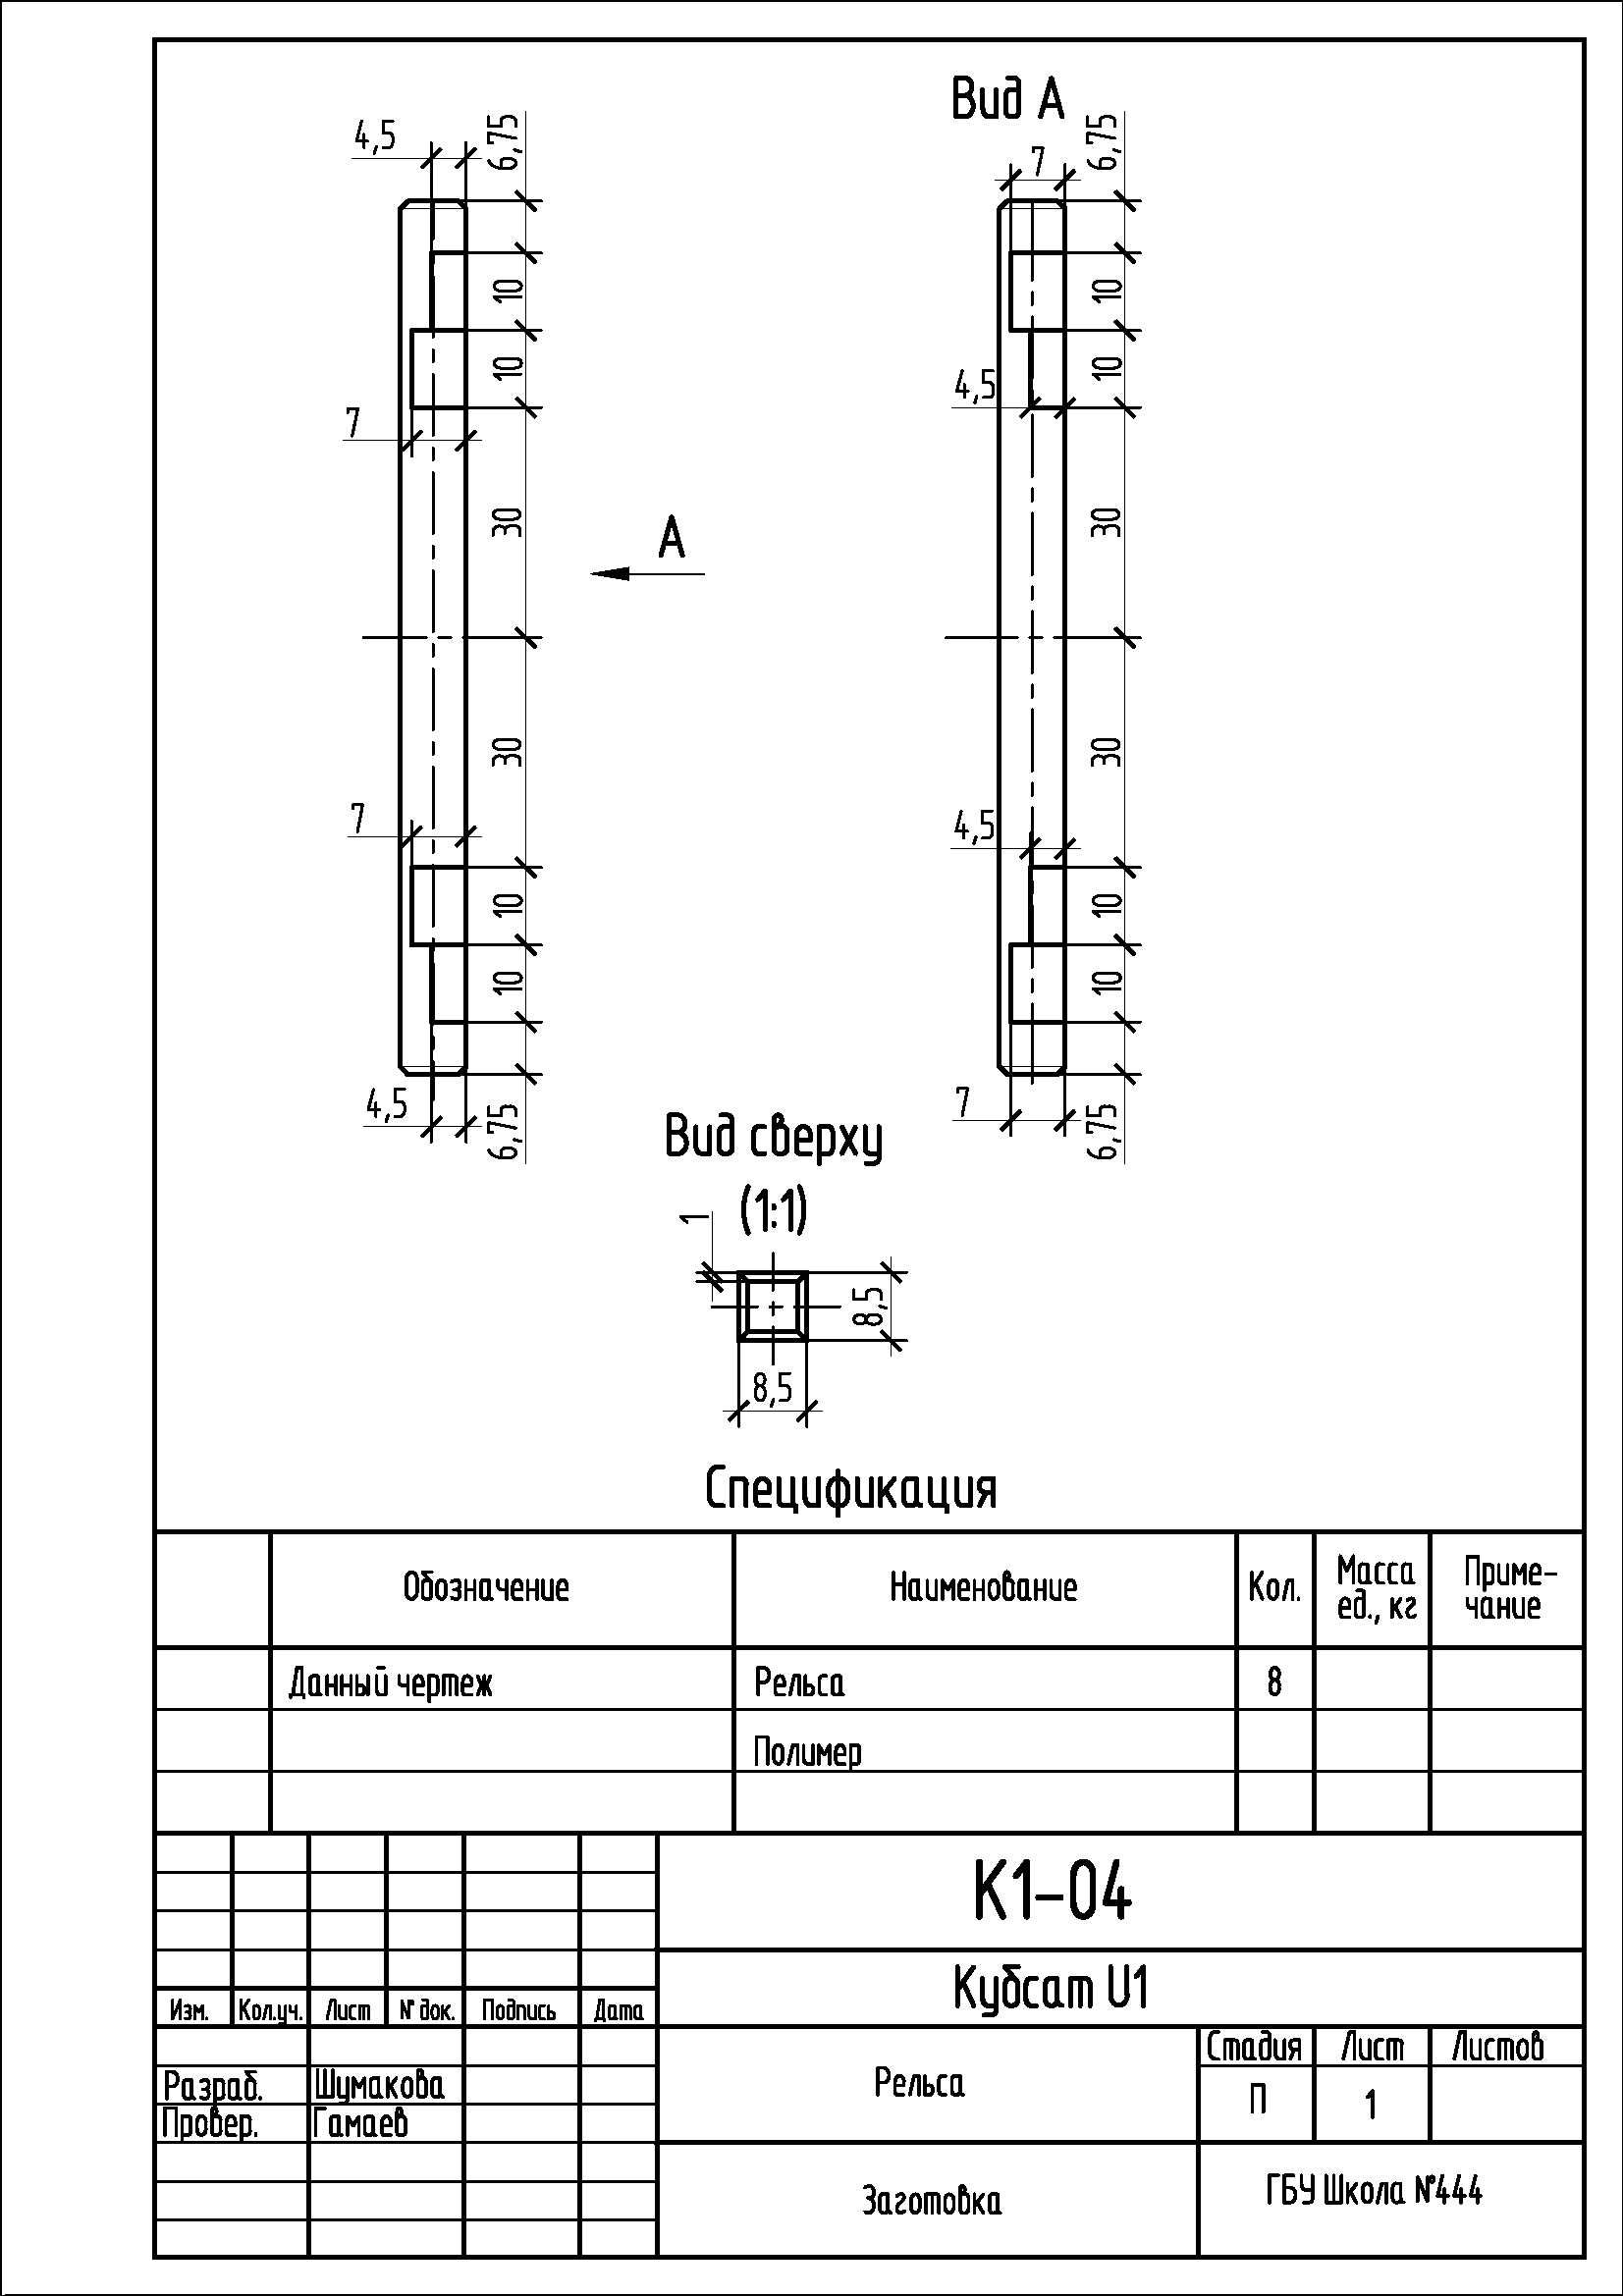 Вид А
4,5
6,75
7
6,75
10
10
10
10
4,5
7
30
30
А
30
30
7
4,5
10
10
10
10
4,5
6,75
7
6,75
Вид сверху
(1:1)
1
8,5
8,5
Спецификация
Обозначение Наименование Кол. Масса ед., кг Приме-чание
Данный чертеж Рельса 8
Полимер
К1-04
Кубсат U1
Изм. Кол.уч. Лист № док. Подпись Дата
Рельса
Стадия Лист Листов
П 1
Разраб. Шумакова
Провер. Гамаев
Заготовка
ГБУ Школа №444